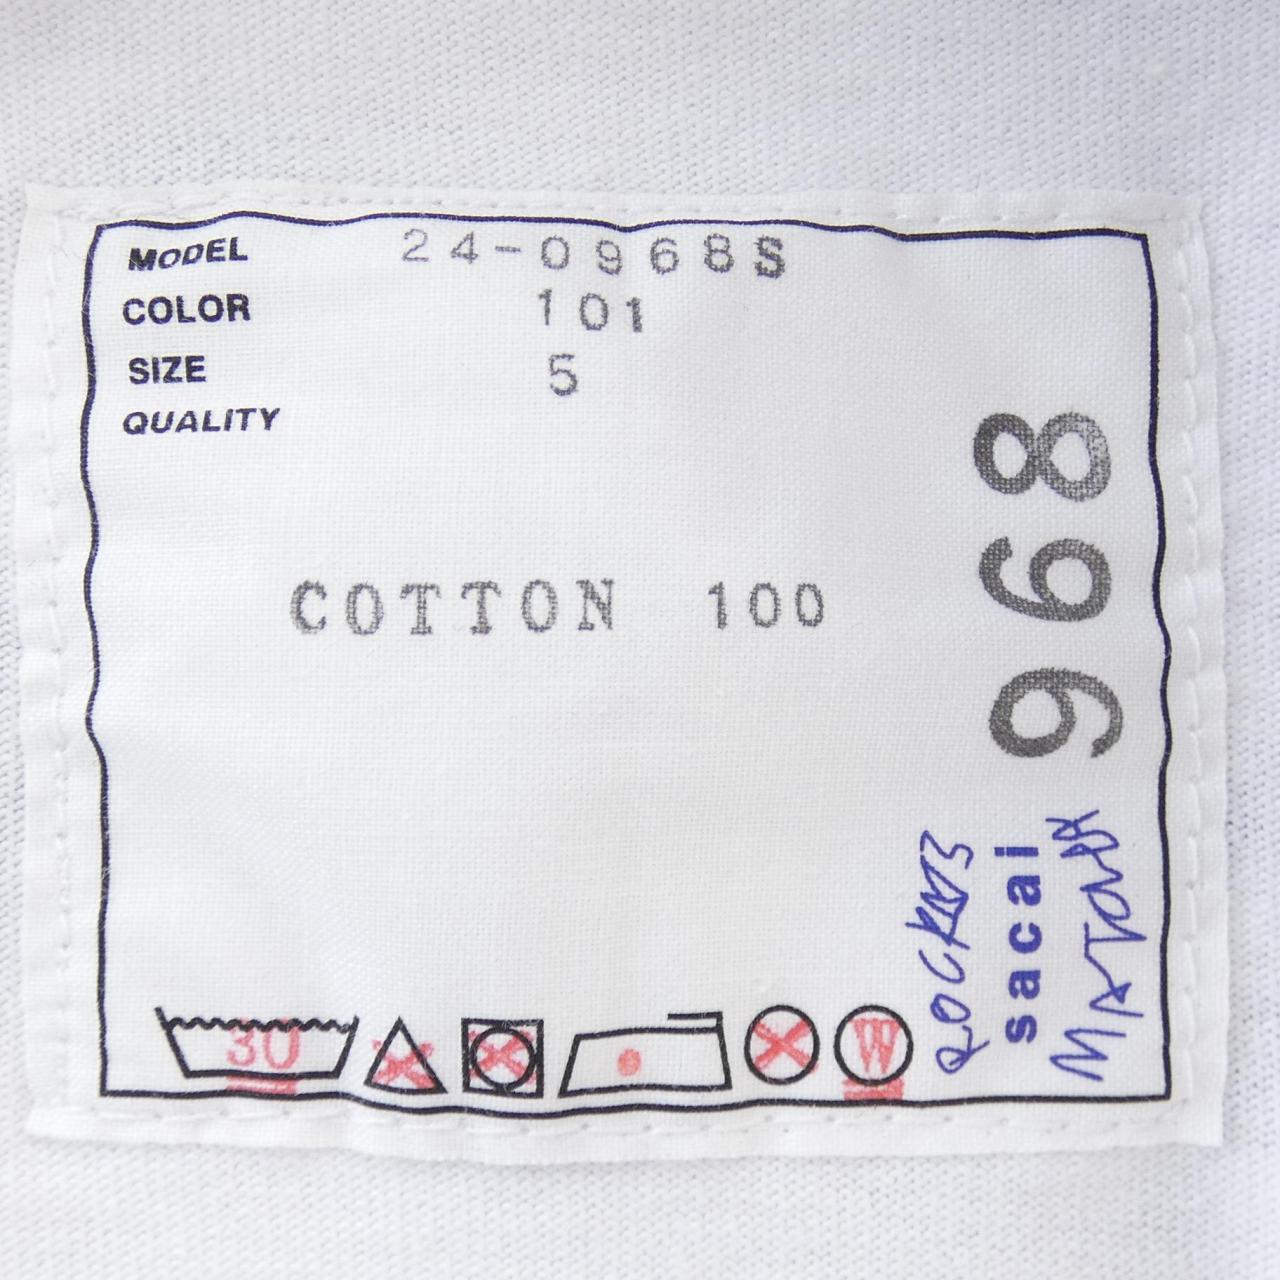 MODEL 24-0968S
COLOR 101
SIZE 5
QUALITY
COTTON 100
968
sacai
30
W